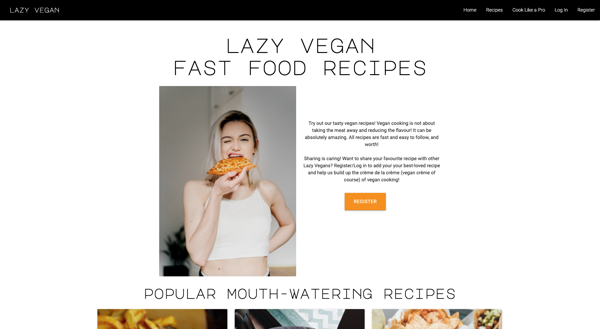 LAZY VEGAN
Home Recipes Cook Like a Pro Log In Register
LAZY VEGAN
FAST FOOD RECIPES
Try out our tasty vegan recipes! Vegan cooking is not about
taking the meat away and reducing the flavour! It can be
absolutely amazing. All recipes are fast and easy to follow, and
worth!
Sharing is caring! Want to share your favourite recipe with other
Lazy Vegans? Register/Log in to add your your best-loved recipe
and help us build up the crème de la crème (vegan crème of
course) of vegan cooking!
REGISTER
POPULAR MOUTH-WATERING RECIPES